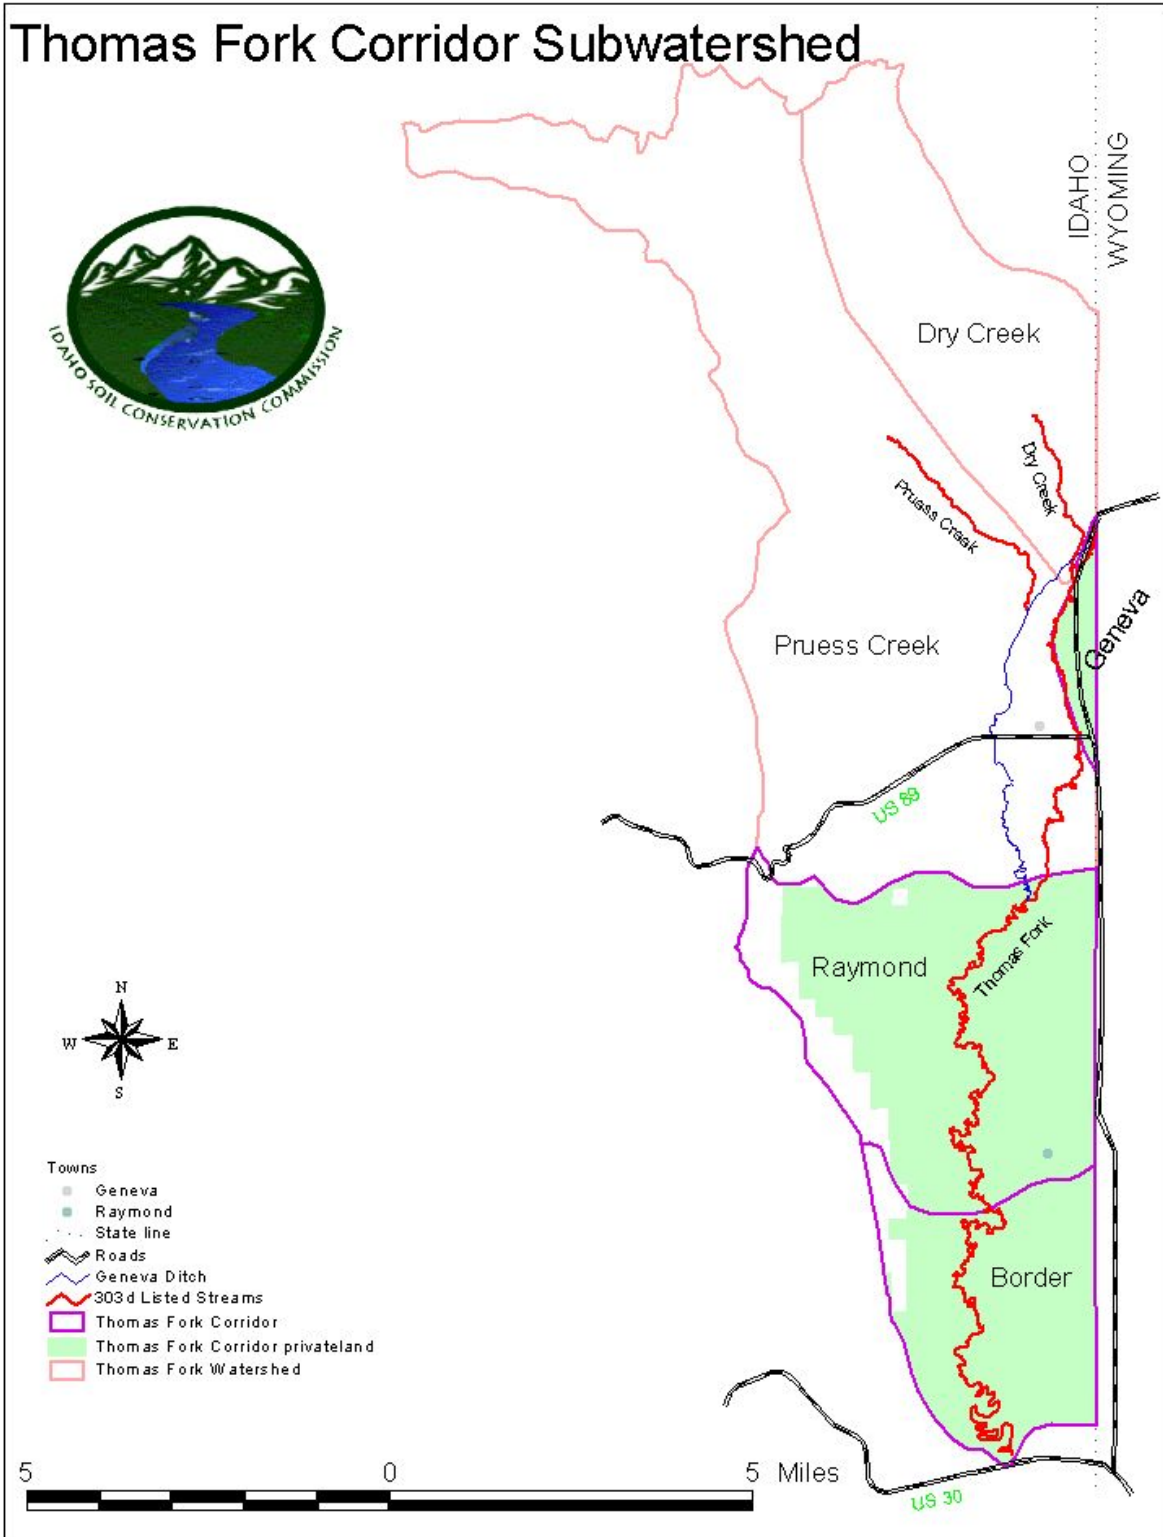 Thomas Fork Corridor Subwatershed
IDAHO
WYOMING
IDAHO SOIL CONSERVATION COMMISSION
Dry Creek
Dry Creek
Pruess Creek
Geneva
Pruess Creek
US 89
Raymond
Thomas Fork
N
W E
S
Border
Towns
Geneva
Raymond
State line
Roads
Geneva Ditch
303d Listed Streams
Thomas Fork Corridor
Thomas Fork Corridor privateland
Thomas Fork Watershed
5 0 5 Miles
US 30